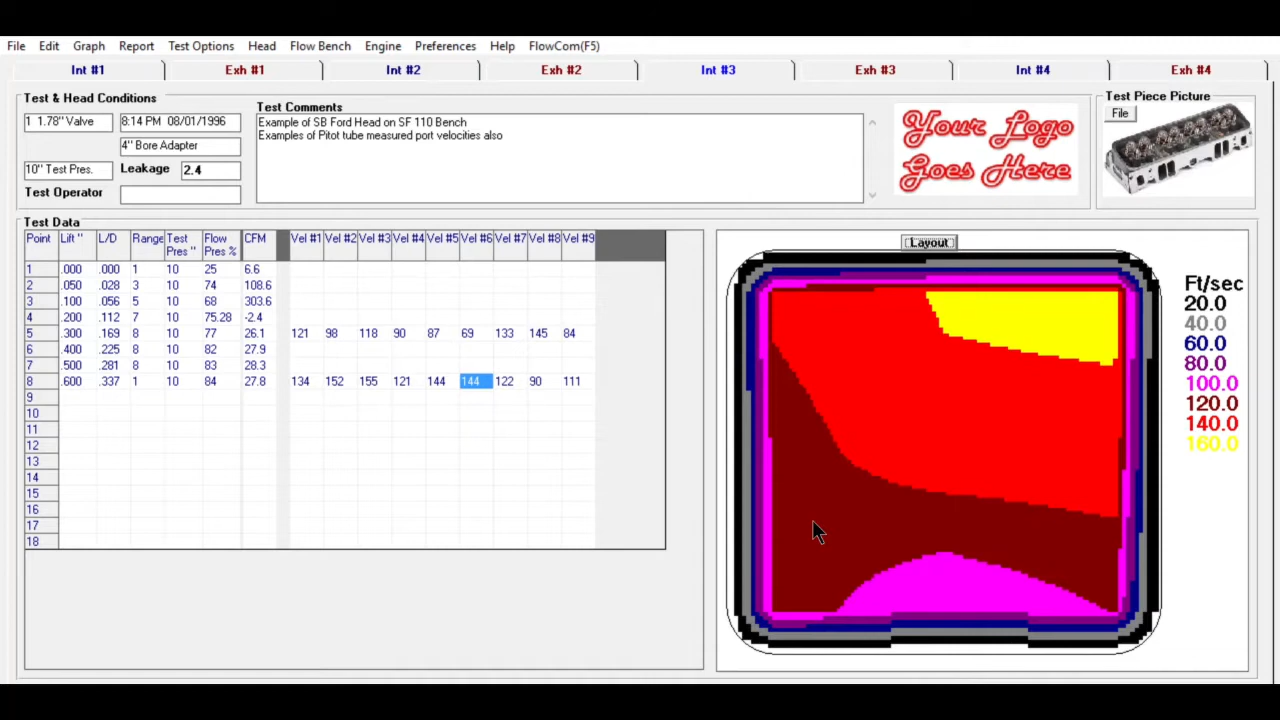 File Edit Graph Report Test Options Head Flow Bench Engine Preferences Help FlowCom(F5)
Int #1 Exh #1 Int #2 Exh #2 Int #3 Exh #3 Int #4 Exh #4
Test & Head Conditions
1 1.78" Valve
8:14 PM 08/01/1996
4" Bore Adapter
10" Test Pres.
Leakage
2.4
Test Operator
Test Comments
Example of SB Ford Head on SF 110 Bench
Examples of Pitot tube measured port velocities also
Your Logo
Goes Here
Test Piece Picture
File
Test Data
Point Lift " L/D Range Test Pres " Flow Pres % CFM Vel #1 Vel #2 Vel #3 Vel #4 Vel #5 Vel #6 Vel #7 Vel #8 Vel #9
1 .000 .000 1 10 25 6.6
2 .050 .028 3 10 74 108.6
3 .100 .056 5 10 68 303.6
4 .200 .112 7 10 75.28 -2.4
5 .300 .169 8 10 77 26.1 121 98 118 90 87 69 133 145 84
6 .400 .225 8 10 82 27.9
7 .500 .281 8 10 83 28.3
8 .600 .337 1 10 84 27.8 134 152 155 121 144 144 122 90 111
9
10
11
12
13
14
15
16
17
18
Layout
Ft/sec
20.0
40.0
60.0
80.0
100.0
120.0
140.0
160.0